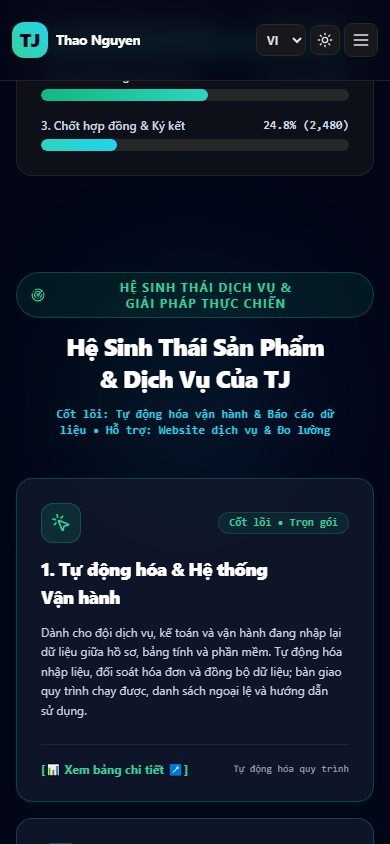 TJ Thao Nguyen VI
3. Chốt hợp đồng & Ký kết 24.8% (2,480)
HỆ SINH THÁI DỊCH VỤ &
GIẢI PHÁP THỰC CHIẾN
Hệ Sinh Thái Sản Phẩm
& Dịch Vụ Của TJ
Cốt lõi: Tự động hóa vận hành & Báo cáo dữ
liệu • Hỗ trợ: Website dịch vụ & Đo lường
Cốt lõi • Trọn gói
1. Tự động hóa & Hệ thống
Vận hành
Dành cho đội dịch vụ, kế toán và vận hành đang nhập lại
dữ liệu giữa hồ sơ, bảng tính và phần mềm. Tự động hóa
nhập liệu, đối soát hóa đơn và đồng bộ dữ liệu; bàn giao
quy trình chạy được, danh sách ngoại lệ và hướng dẫn
sử dụng.
[📊 Xem bảng chi tiết ↗️] Tự động hóa quy trình